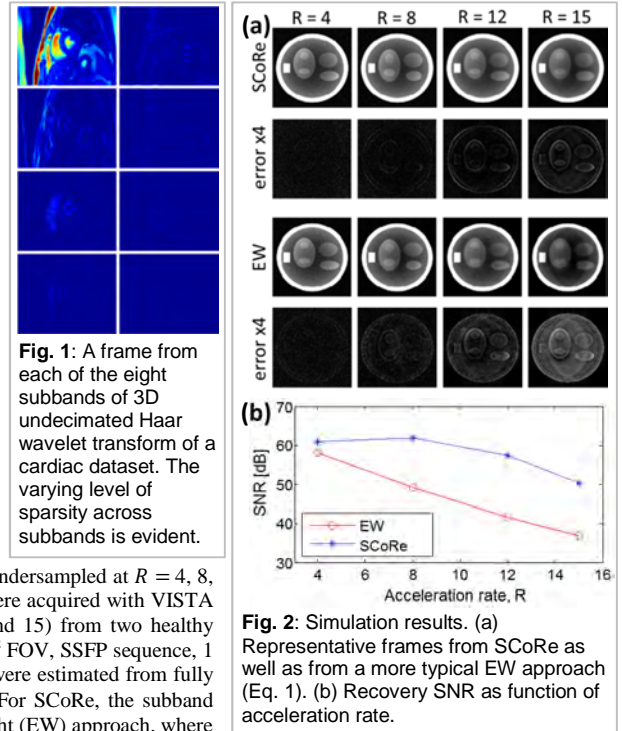 Fig. 1: A frame from
each of the eight
subbands of 3D
undecimated Haar
wavelet transform of a
cardiac dataset. The
varying level of
sparsity across
subbands is evident.
ndersampled at R = 4, 8,
ere acquired with VISTA
nd 15) from two healthy
FOV, SSFP sequence, 1
were estimated from fully
For SCoRe, the subband
ht (EW) approach, where
(a)
R = 4 R = 8 R = 12 R = 15
SCoRe
error x4
EW
error x4
(b)
70
60
50
40
30
SNR [dB]
EW
SCoRe
4 6 8 10 12 14 16
Acceleration rate, R
Fig. 2: Simulation results. (a)
Representative frames from SCoRe as
well as from a more typical EW approach
(Eq. 1). (b) Recovery SNR as function of
acceleration rate.